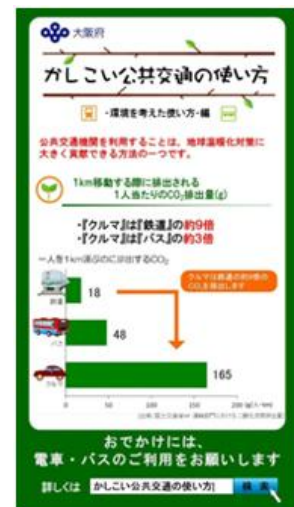 大阪府
かしこい公共交通の使い方
-環境を考えた使い方-編
公共交通機関を利用することは、地球温暖化対策に
大きく貢献できる方法の一つです。
1km移動する際に排出される
1人当たりのCO₂排出量(g)
・『クルマ』は『鉄道』の約9倍
・『クルマ』は『バス』の約3倍
一人を1km運ぶのに排出するCO₂
クルマは鉄道の約9倍の
CO₂を排出します
鉄道
18
バス
48
クルマ
165
0 50 100 150 200
おでかけには、
電車・バスのご利用をお願いします
詳しくは かしこい公共交通の使い方 検索